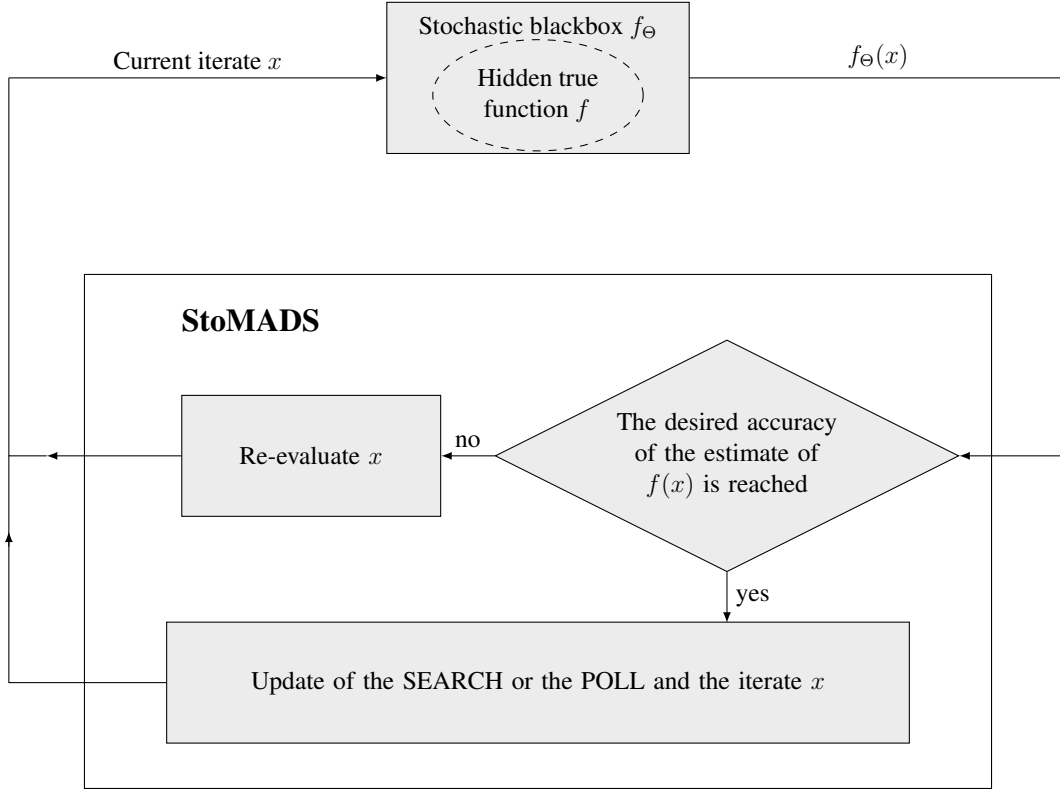 Stochastic blackbox f_Θ
Current iterate x
f_Θ(x)
Hidden true
function f
StoMADS
The desired accuracy
of the estimate of
f(x) is reached
no
Re-evaluate x
yes
Update of the SEARCH or the POLL and the iterate x